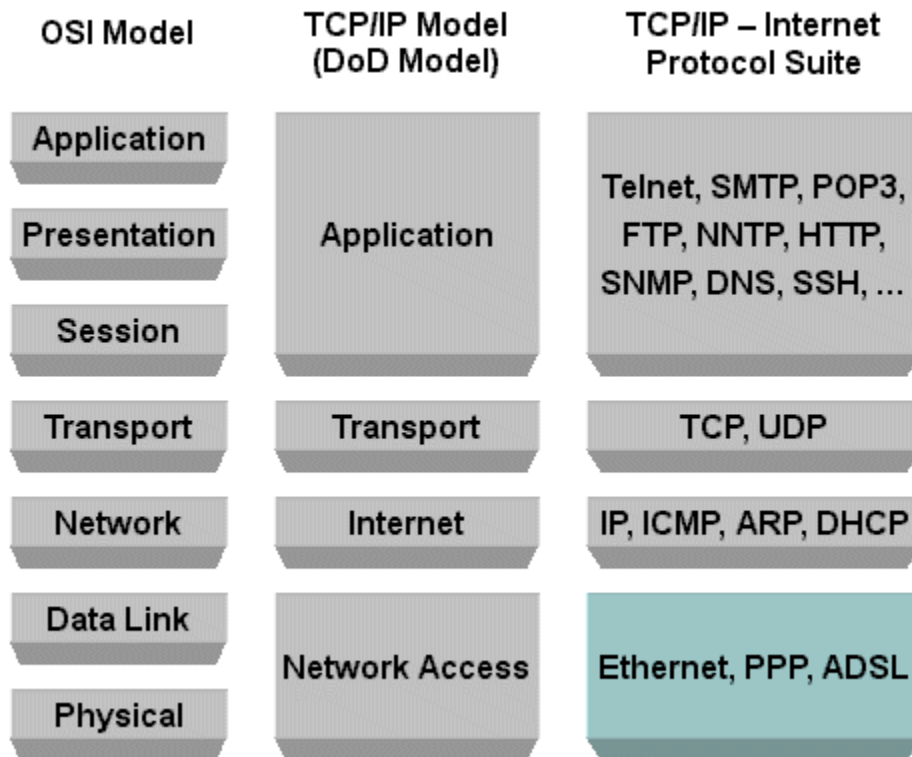 OSI Model
TCP/IP Model
(DoD Model)
TCP/IP – Internet
Protocol Suite
Application
Presentation
Session
Transport
Network
Data Link
Physical
Application
Transport
Internet
Network Access
Telnet, SMTP, POP3,
FTP, NNTP, HTTP,
SNMP, DNS, SSH, ...
TCP, UDP
IP, ICMP, ARP, DHCP
Ethernet, PPP, ADSL